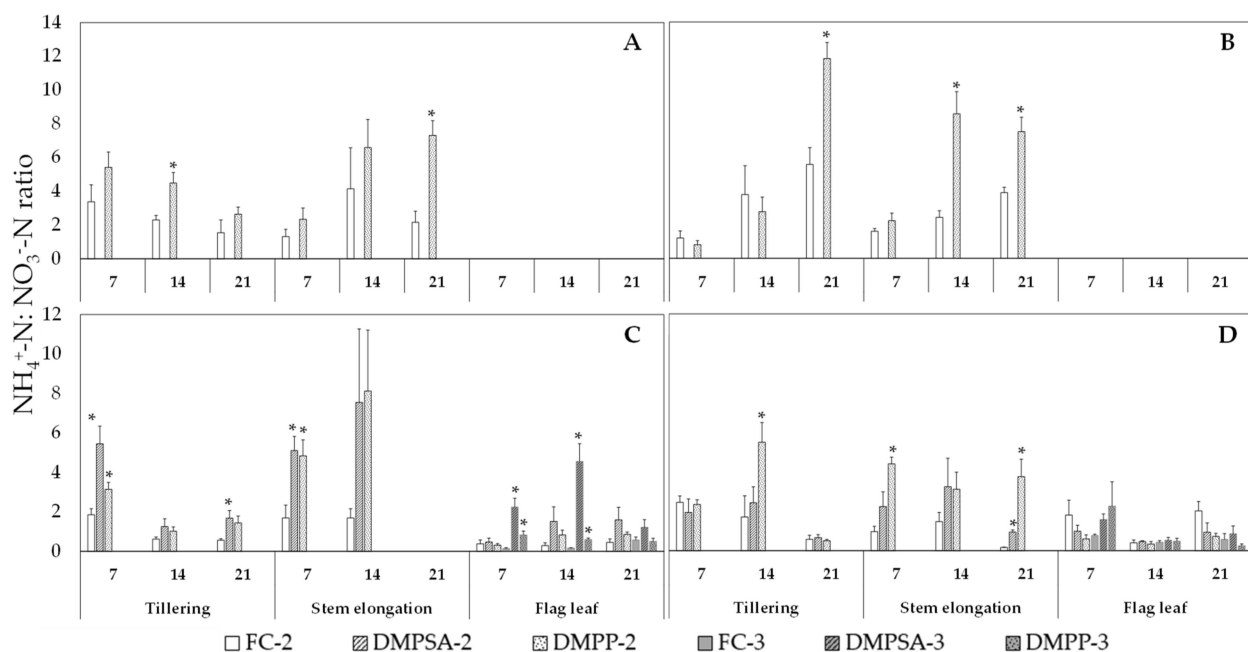 NH₄⁺-N: NO₃⁻-N ratio
14
12
10
8
6
4
2
0
A
*
*
7 14 21 7 14 21 7 14 21
B
*
*
*
7 14 21 7 14 21 7 14 21
12
10
8
6
4
2
0
C
*
*
*
*
*
*
*
*
*
7 14 21 7 14 21 7 14 21
Tillering Stem elongation Flag leaf
D
*
*
*
*
7 14 21 7 14 21 7 14 21
Tillering Stem elongation Flag leaf
FC-2 DMPSA-2 DMPP-2 FC-3 DMPSA-3 DMPP-3